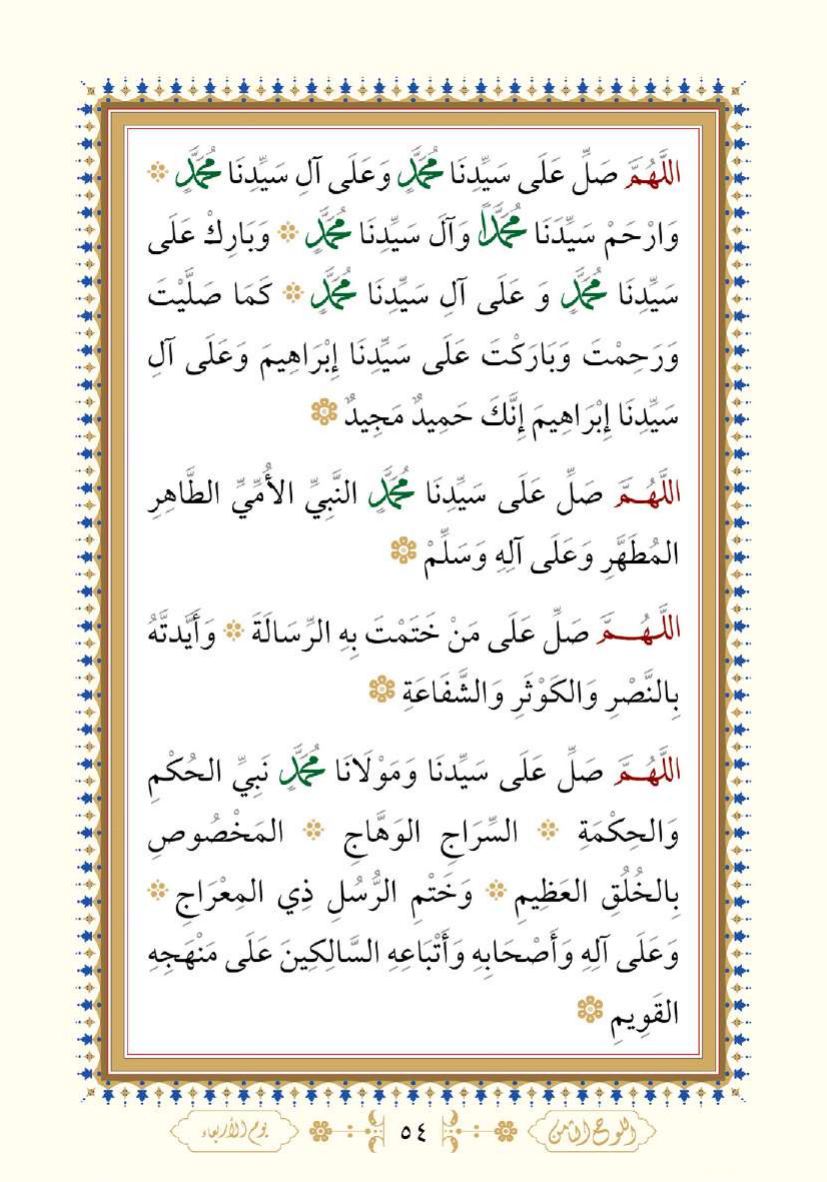 اللَّهُمَّ صَلِّ عَلَى سَيِّدِنَا مُحَمَّدٍ وَعَلَى آلِ سَيِّدِنَا مُحَمَّدٍ
وَارْحَمْ سَيِّدَنَا مُحَمَّدًا وَآلَ سَيِّدِنَا مُحَمَّدٍ وَبَارِكْ عَلَى
سَيِّدِنَا مُحَمَّدٍ وَ عَلَى آلِ سَيِّدِنَا مُحَمَّدٍ كَمَا صَلَّيْتَ
وَرَحِمْتَ وَبَارَكْتَ عَلَى سَيِّدِنَا إِبْرَاهِيمَ وَعَلَى آلِ
سَيِّدِنَا إِبْرَاهِيمَ إِنَّكَ حَمِيدٌ مَجِيدٌ
اللَّهُمَّ صَلِّ عَلَى سَيِّدِنَا مُحَمَّدٍ النَّبِيِّ الأُمِّيِّ الطَّاهِرِ
المُطَهَّرِ وَعَلَى آلِهِ وَسَلِّمْ
اللَّهُمَّ صَلِّ عَلَى مَنْ خَتَمْتَ بِهِ الرِّسَالَةَ وَأَيَّدتَّهُ
بِالنَّصْرِ وَالكَوْثَرِ وَالشَّفَاعَةِ
اللَّهُمَّ صَلِّ عَلَى سَيِّدِنَا وَمَوْلَانَا مُحَمَّدٍ نَبِيِّ الحُكْمِ
وَالحِكْمَةِ السِّرَاجِ الوَهَّاجِ المَخْصُوصِ
بِالخُلُقِ العَظِيمِ وَخَتْمِ الرُّسُلِ ذِي المِعْرَاجِ
وَعَلَى آلِهِ وَأَصْحَابِهِ وَأَتْبَاعِهِ السَّالِكِينَ عَلَى مَنْهَجِهِ
القَوِيمِ
اللوح الثامن ٥٤ يوم الأربعاء